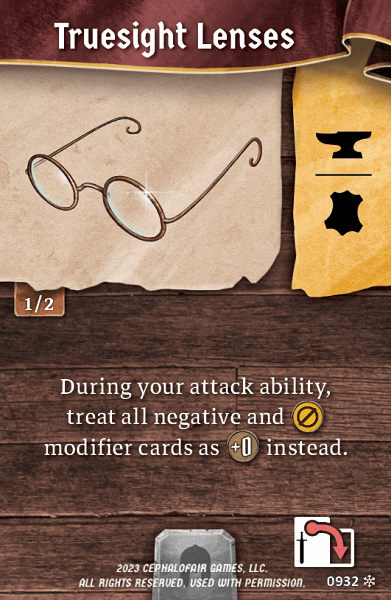 Truesight Lenses
1/2
During your attack ability,
treat all negative and
modifier cards as +0 instead.
2023 CEPHALOFAIR GAMES, LLC.
ALL RIGHTS RESERVED. USED WITH PERMISSION.
0932